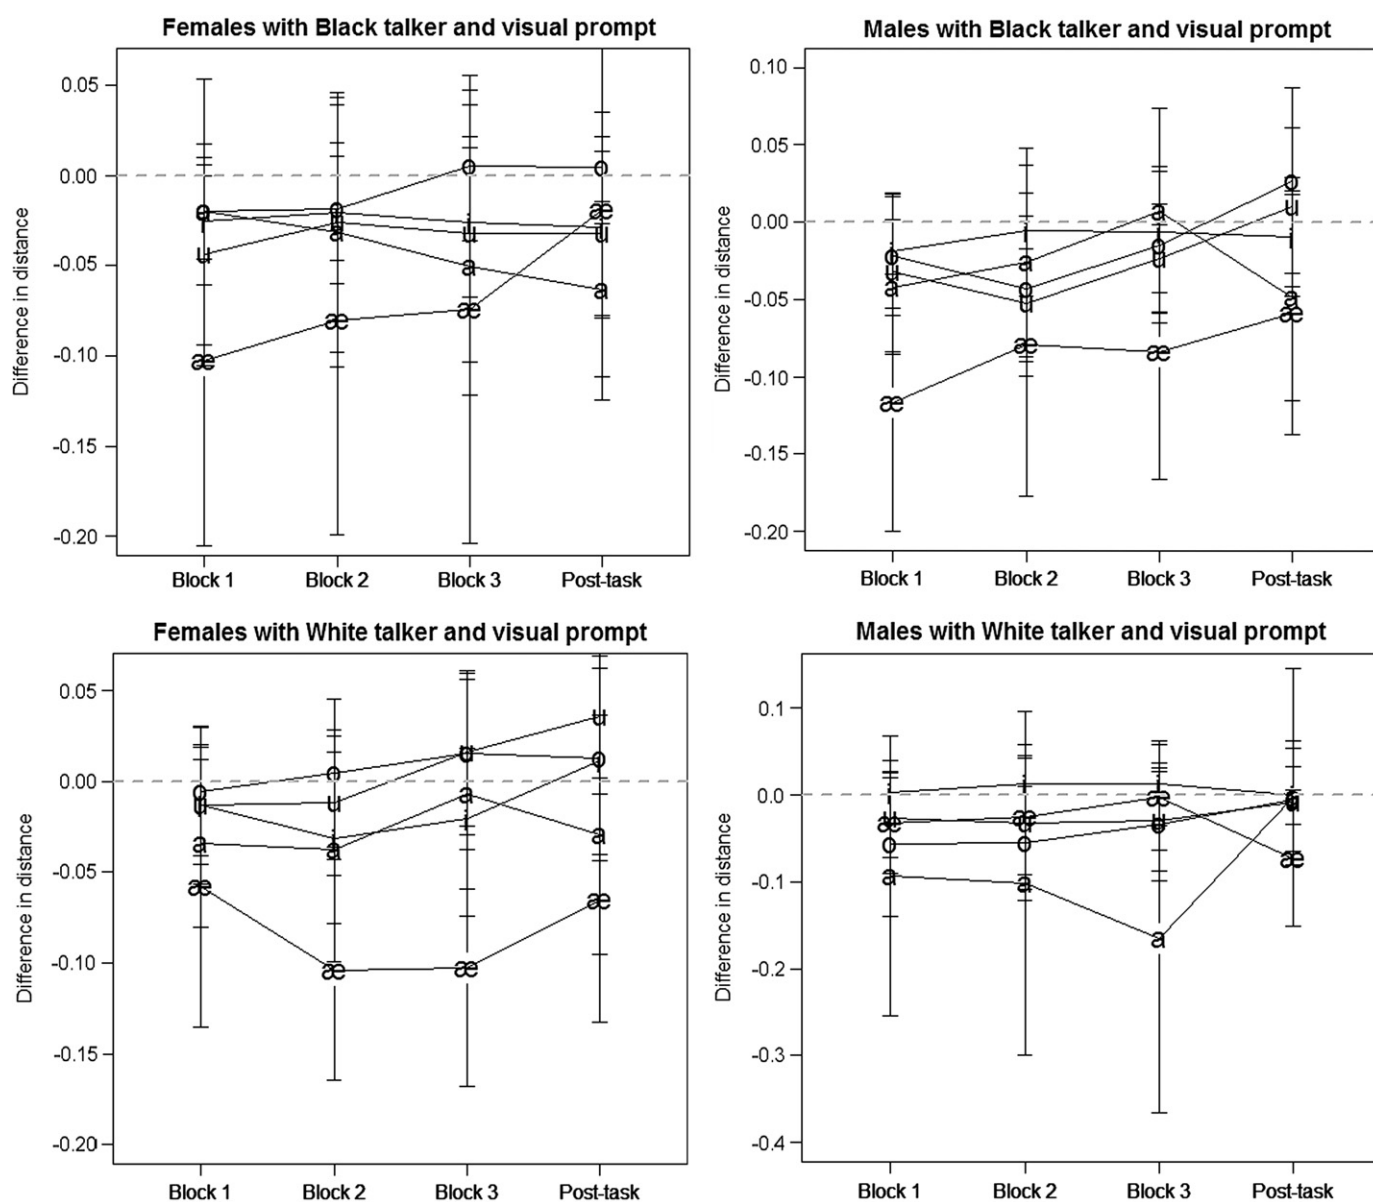 Females with Black talker and visual prompt
Difference in distance
0.05
0.00
-0.05
-0.10
-0.15
-0.20
o
i
u
a
æ
o
i
u
a
æ
o
i
u
a
æ
o
i
u
a
æ
Block 1 Block 2 Block 3 Post-task
Males with Black talker and visual prompt
Difference in distance
0.10
0.05
0.00
-0.05
-0.10
-0.15
-0.20
i
o
u
a
æ
i
a
o
u
æ
a
i
o
u
æ
o
u
i
a
æ
Block 1 Block 2 Block 3 Post-task
Females with White talker and visual prompt
Difference in distance
0.05
0.00
-0.05
-0.10
-0.15
-0.20
o
u
i
a
æ
o
u
i
a
æ
u
o
a
i
æ
u
o
i
a
æ
Block 1 Block 2 Block 3 Post-task
Males with White talker and visual prompt
Difference in distance
0.1
0.0
-0.1
-0.2
-0.3
-0.4
i
u
æ
o
a
i
æ
u
o
a
i
æ
u
o
a
æ
Block 1 Block 2 Block 3 Post-task